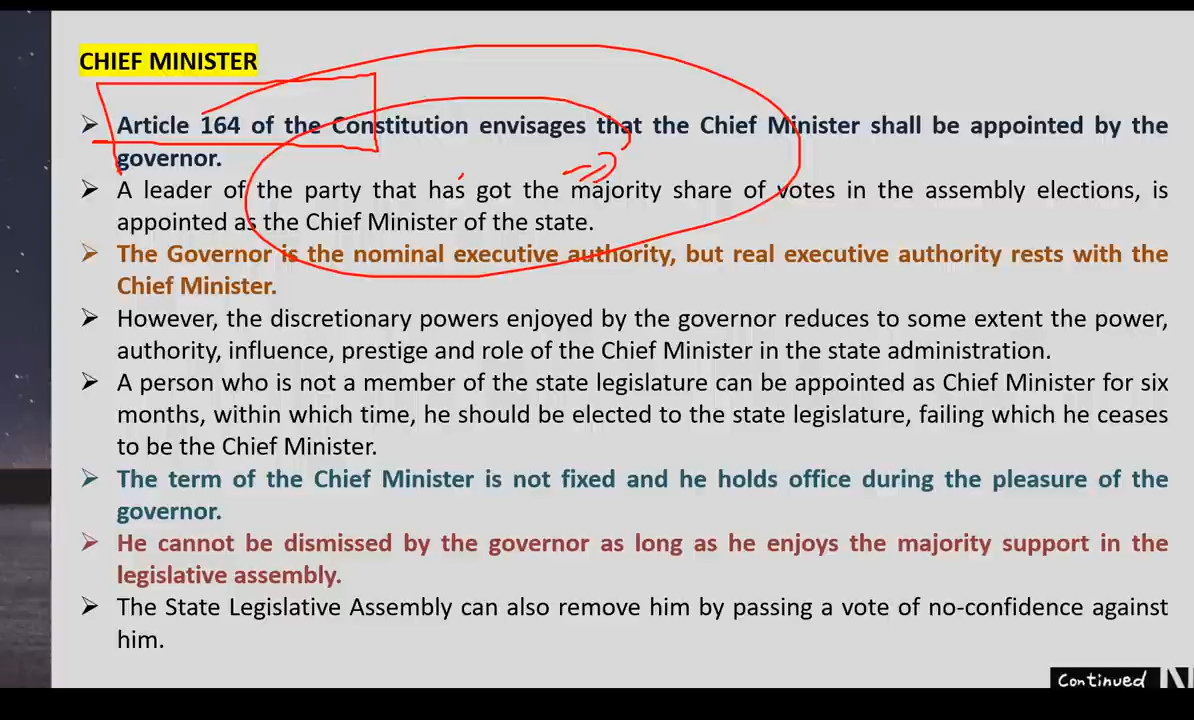 CHIEF MINISTER
➢ Article 164 of the Constitution envisages that the Chief Minister shall be appointed by the
governor.
➢ A leader of the party that has got the majority share of votes in the assembly elections, is
appointed as the Chief Minister of the state.
➢ The Governor is the nominal executive authority, but real executive authority rests with the
Chief Minister.
➢ However, the discretionary powers enjoyed by the governor reduces to some extent the power,
authority, influence, prestige and role of the Chief Minister in the state administration.
➢ A person who is not a member of the state legislature can be appointed as Chief Minister for six
months, within which time, he should be elected to the state legislature, failing which he ceases
to be the Chief Minister.
➢ The term of the Chief Minister is not fixed and he holds office during the pleasure of the
governor.
➢ He cannot be dismissed by the governor as long as he enjoys the majority support in the
legislative assembly.
➢ The State Legislative Assembly can also remove him by passing a vote of no-confidence against
him.
Continued